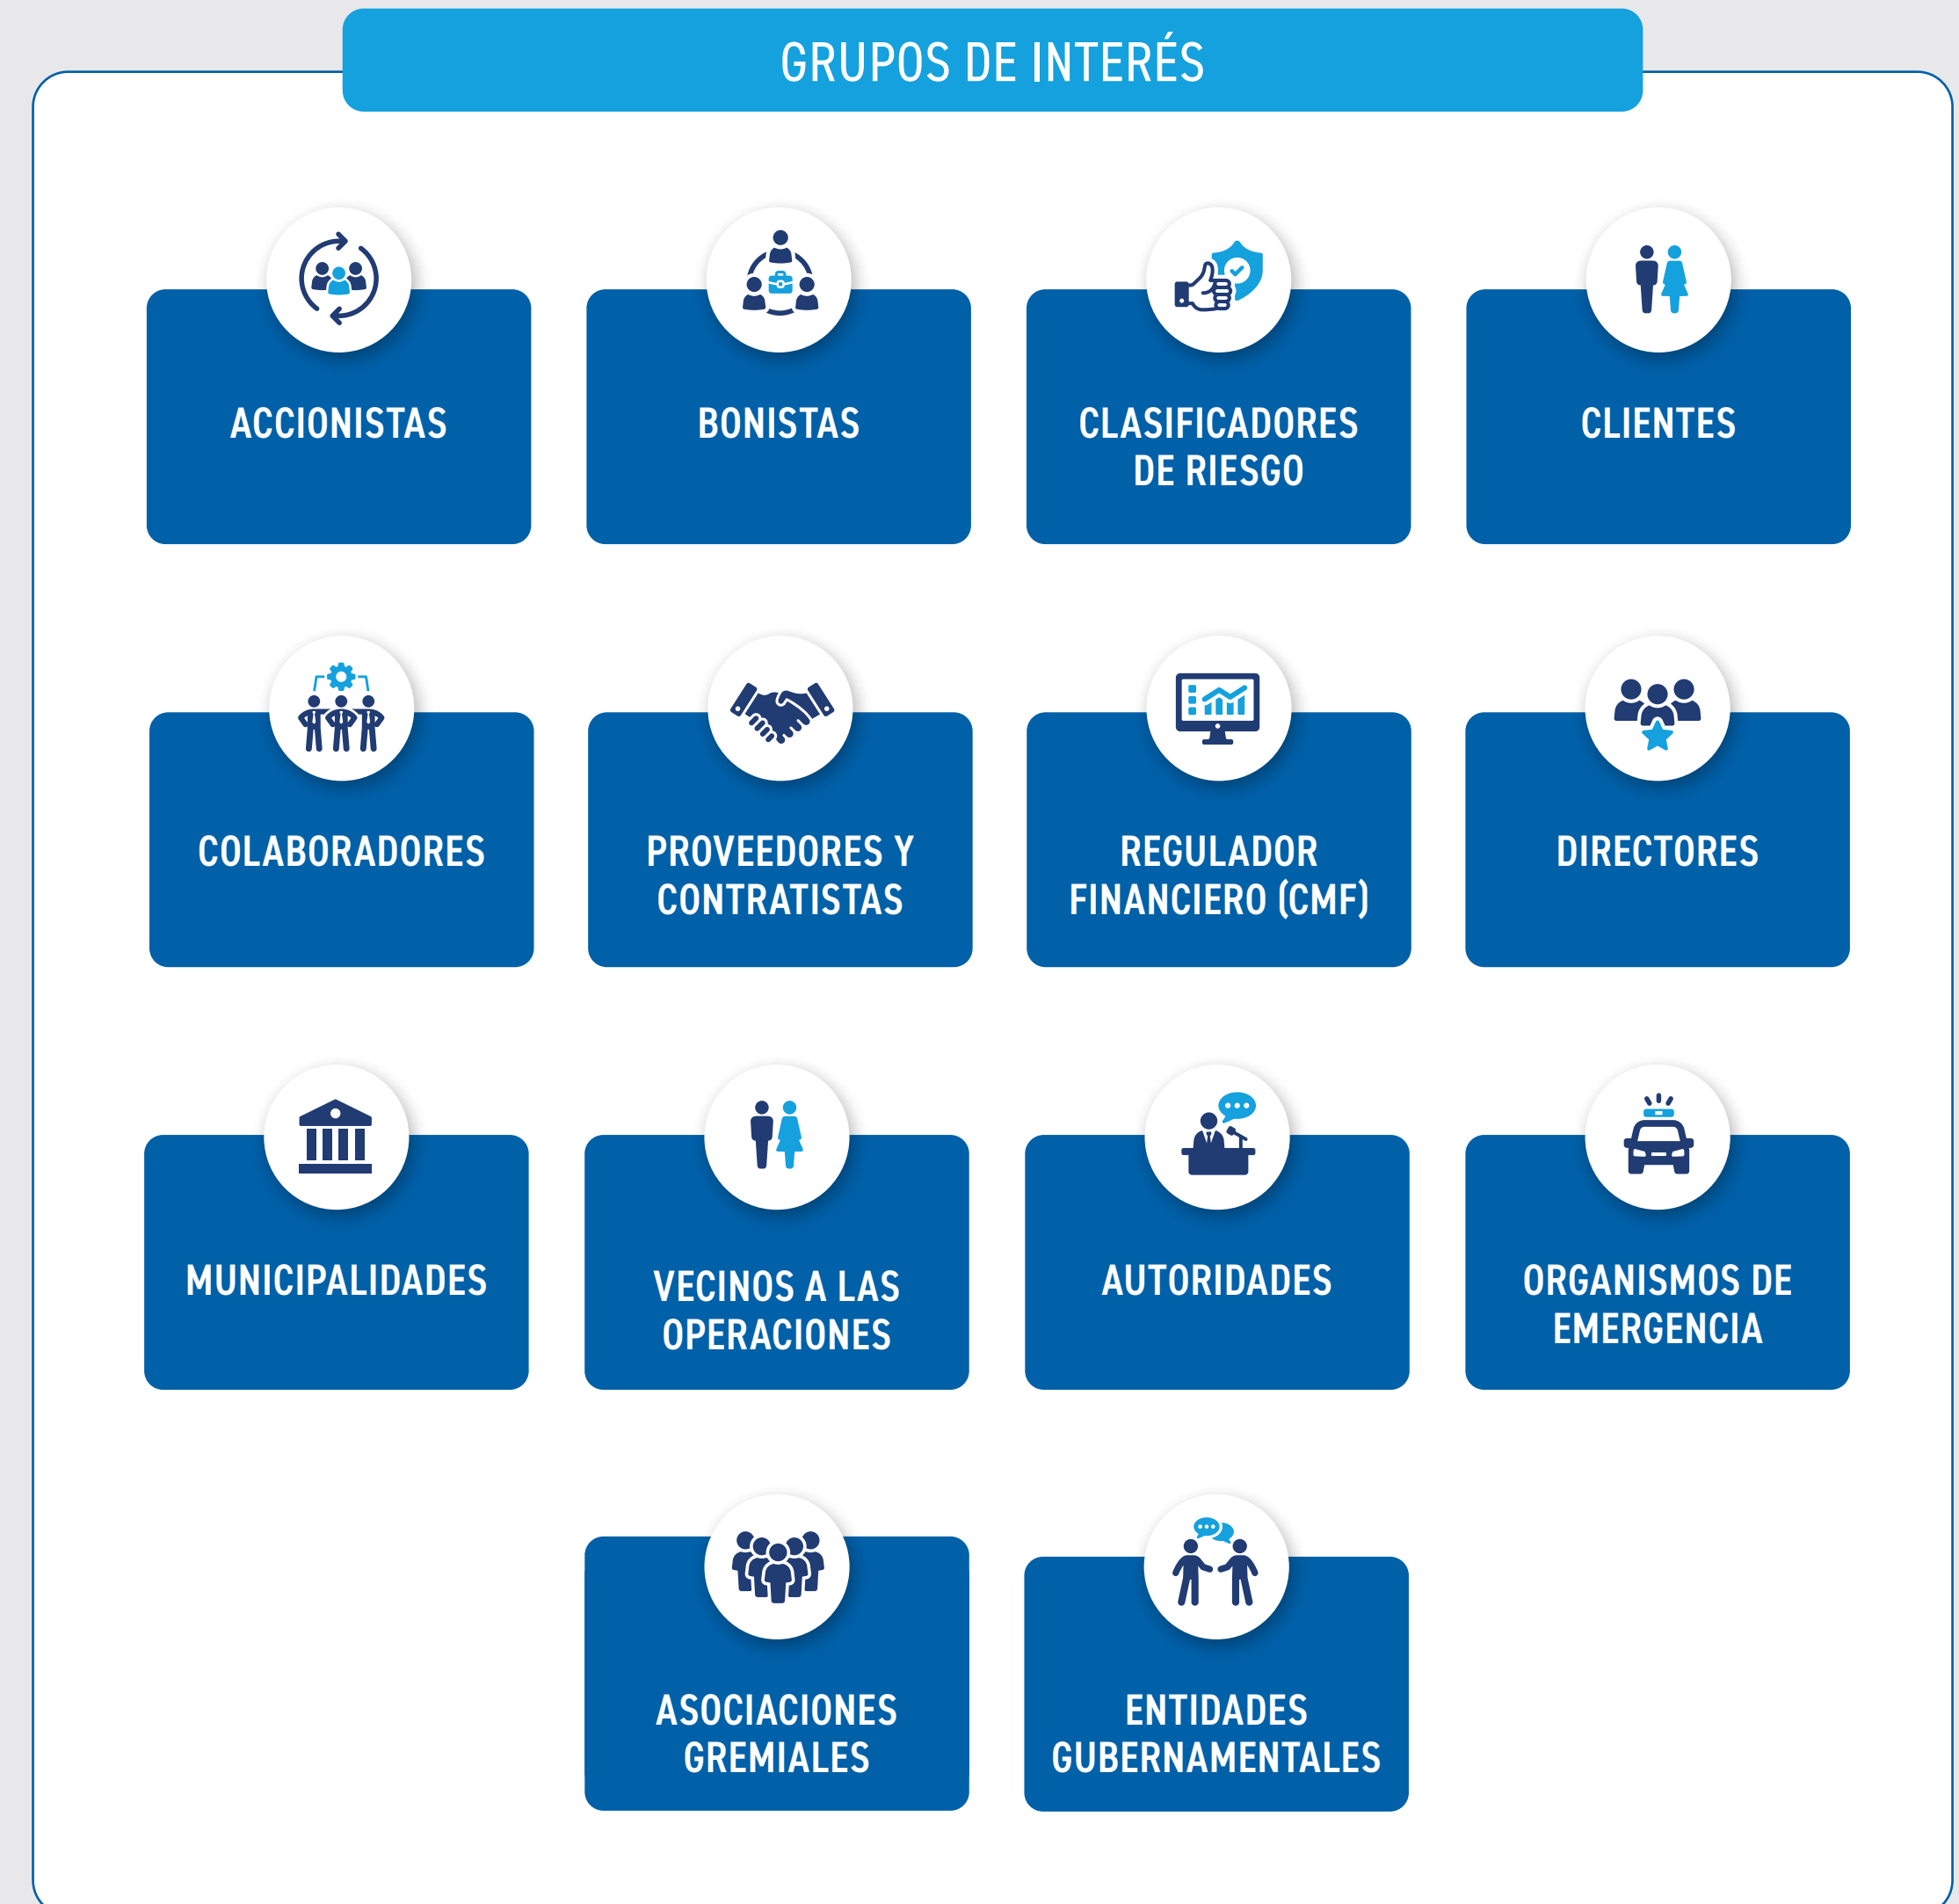 GRUPOS DE INTERÉS
ACCIONISTAS
BONISTAS
CLASIFICADORES
DE RIESGO
CLIENTES
COLABORADORES
PROVEEDORES Y
CONTRATISTAS
REGULADOR
FINANCIERO (CMF)
DIRECTORES
MUNICIPALIDADES
VECINOS A LAS
OPERACIONES
AUTORIDADES
ORGANISMOS DE
EMERGENCIA
ASOCIACIONES
GREMIALES
ENTIDADES
GUBERNAMENTALES